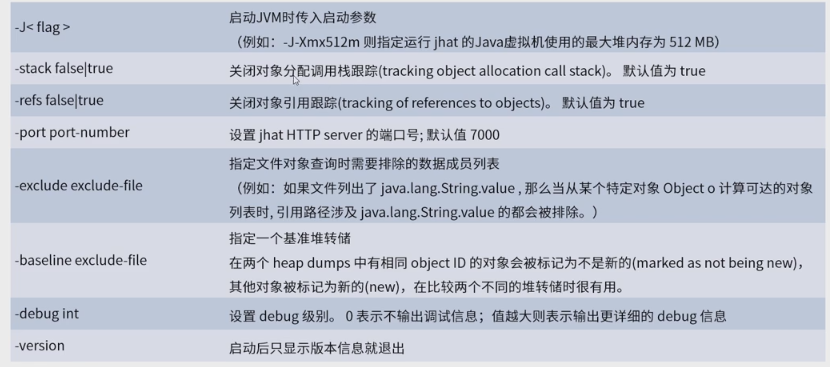 -J< flag >
启动JVM时传入启动参数
（例如：-J-Xmx512m 则指定运行 jhat 的Java虚拟机使用的最大堆内存为 512 MB）
-stack false|true
关闭对象分配调用栈跟踪(tracking object allocation call stack)。 默认值为 true
-refs false|true
关闭对象引用跟踪(tracking of references to objects)。 默认值为 true
-port port-number
设置 jhat HTTP server 的端口号; 默认值 7000
-exclude exclude-file
指定文件对象查询时需要排除的数据成员列表
（例如：如果文件列出了 java.lang.String.value , 那么当从某个特定对象 Object o 计算可达的对象
列表时, 引用路径涉及 java.lang.String.value 的都会被排除。）
-baseline exclude-file
指定一个基准堆转储
在两个 heap dumps 中有相同 object ID 的对象会被标记为不是新的(marked as not being new)，
其他对象被标记为新的(new)，在比较两个不同的堆转储时很有用。
-debug int
设置 debug 级别。 0 表示不输出调试信息；值越大则表示输出更详细的 debug 信息
-version
启动后只显示版本信息就退出